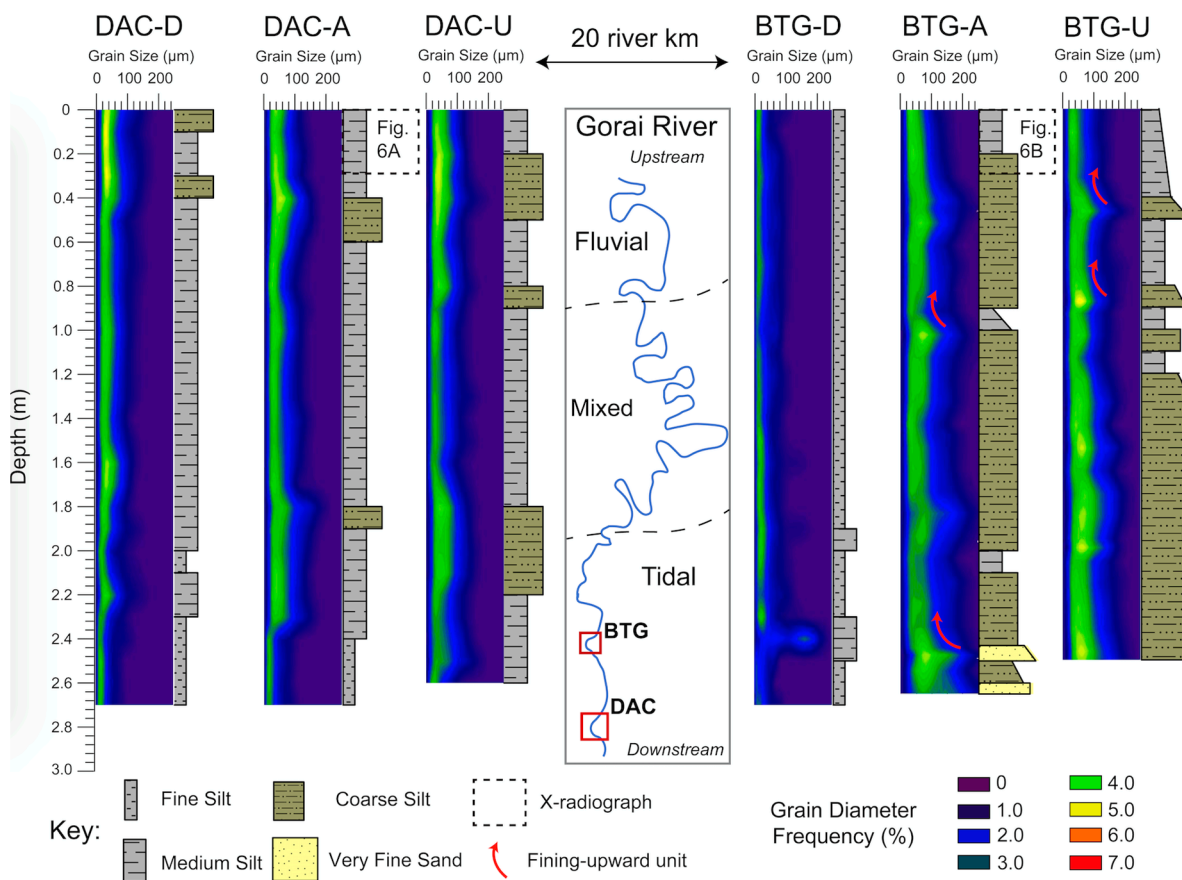 DAC-D
DAC-A
DAC-U
20 river km
BTG-D
BTG-A
BTG-U
Grain Size (µm)
Grain Size (µm)
Grain Size (µm)
Grain Size (µm)
Grain Size (µm)
Grain Size (µm)
0 100 200
0 100 200
0 100 200
0 100 200
0 100 200
0 100 200
Depth (m)
0
0.2
0.4
0.6
0.8
1.0
1.2
1.4
1.6
1.8
2.0
2.2
2.4
2.6
2.8
3.0
Fig.
6A
Gorai River
Upstream
Fluvial
Mixed
Tidal
BTG
DAC
Downstream
Fig.
6B
Key:
Fine Silt
Medium Silt
Coarse Silt
Very Fine Sand
X-radiograph
Fining-upward unit
Grain Diameter
Frequency (%)
0
1.0
2.0
3.0
4.0
5.0
6.0
7.0